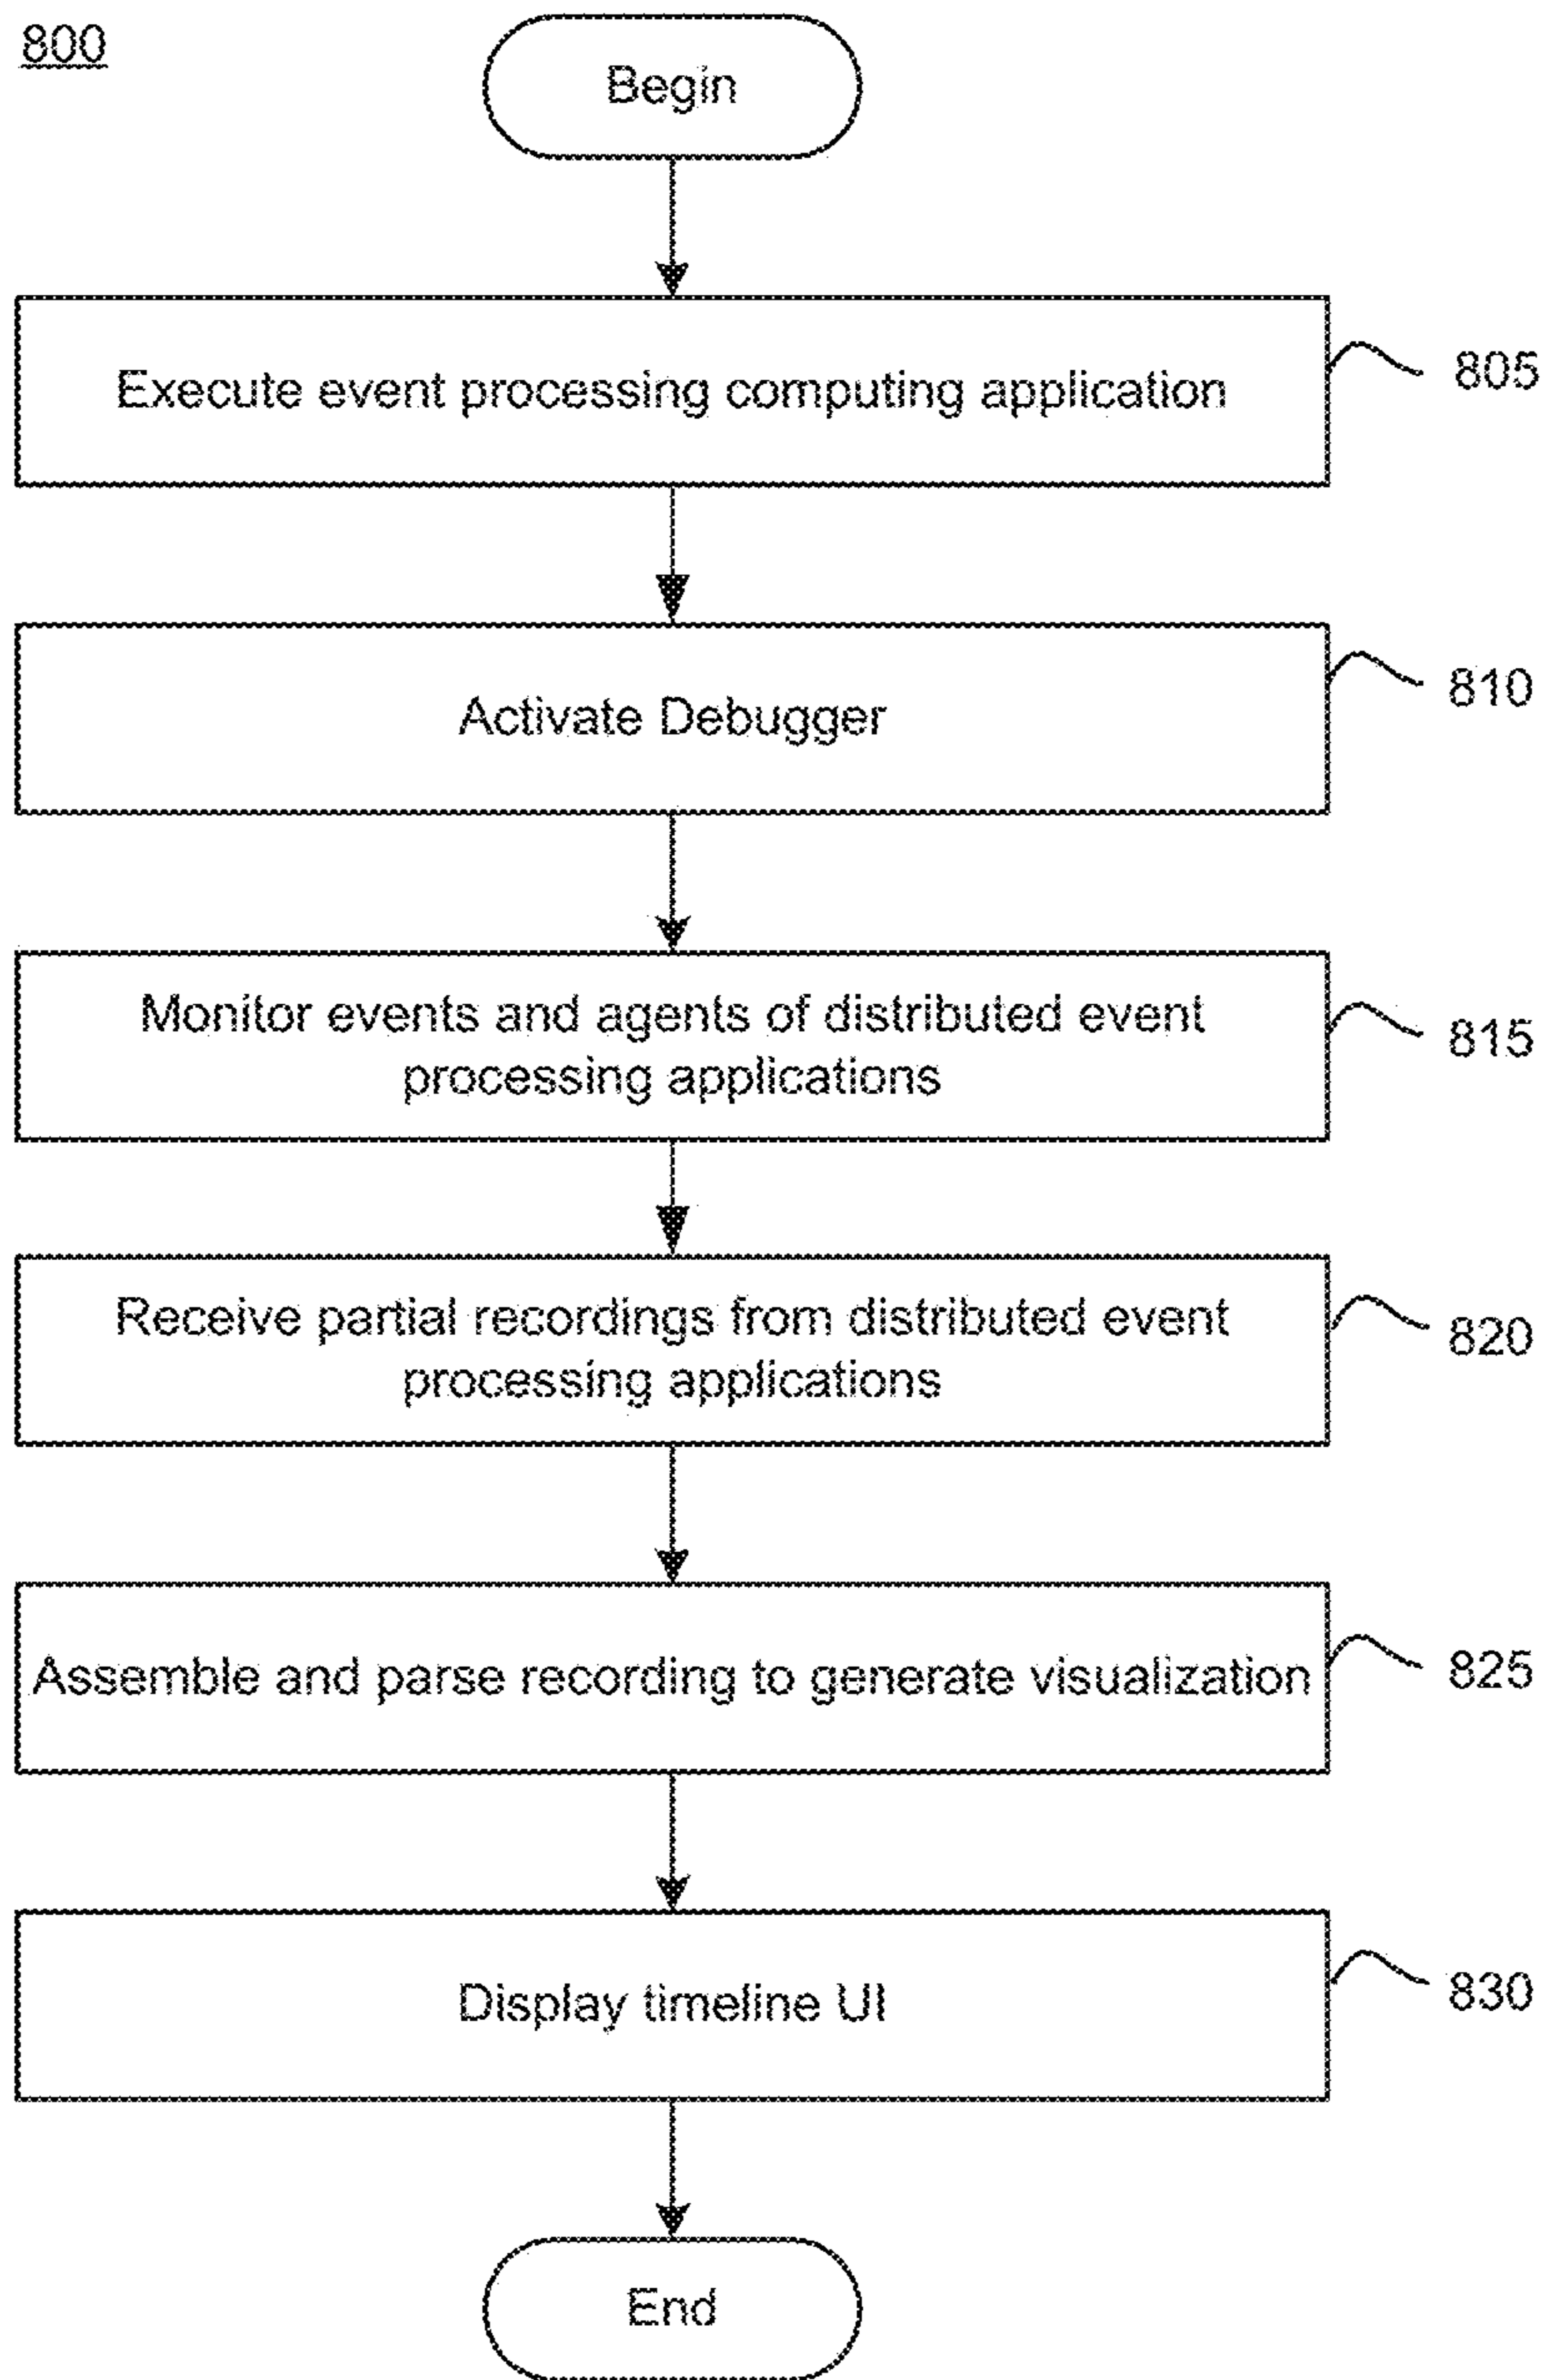 800
Begin
Execute event processing computing application
805
Activate Debugger
810
Monitor events and agents of distributed event
processing applications
815
Receive partial recordings from distributed event
processing applications
820
Assemble and parse recording to generate visualization
825
Display timeline UI
830
End